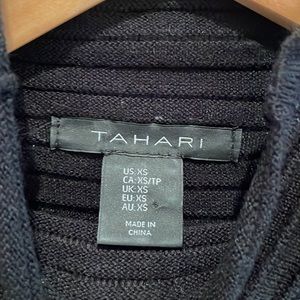 TAHARI
US:XS
CA:XS/TP
UK:XS
EU:XS
AU:XS
MADE IN
CHINA